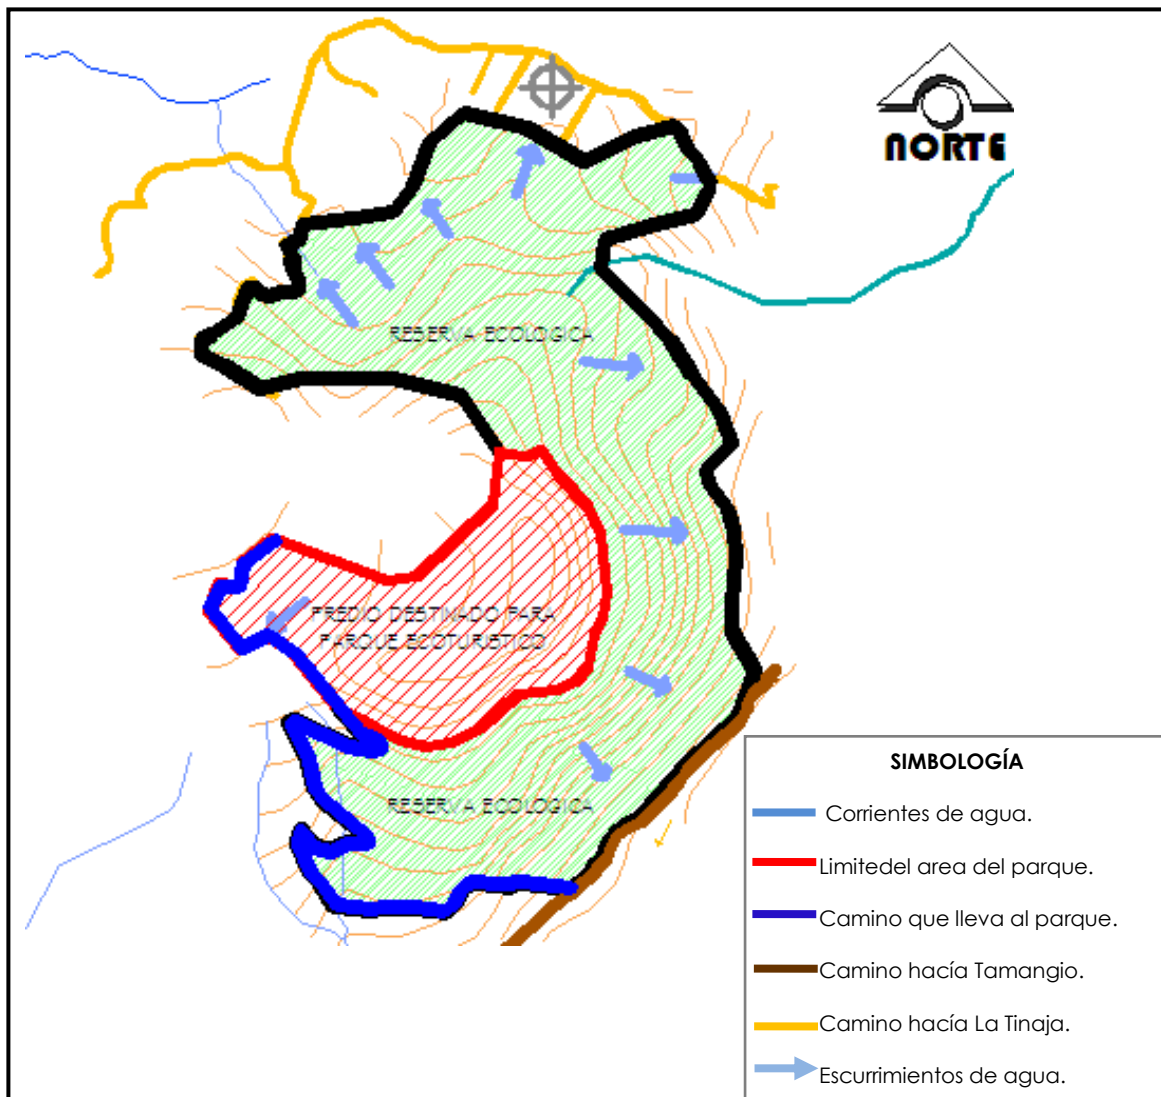 NORTE
RESERVA ECOLOGICA
PREDIO DESTINADO PARA
PARQUE ECOTURISTICO
RESERVA ECOLOGICA
SIMBOLOGÍA
Corrientes de agua.
Limitedel area del parque.
Camino que lleva al parque.
Camino hacía Tamangio.
Camino hacía La Tinaja.
Escurrimientos de agua.